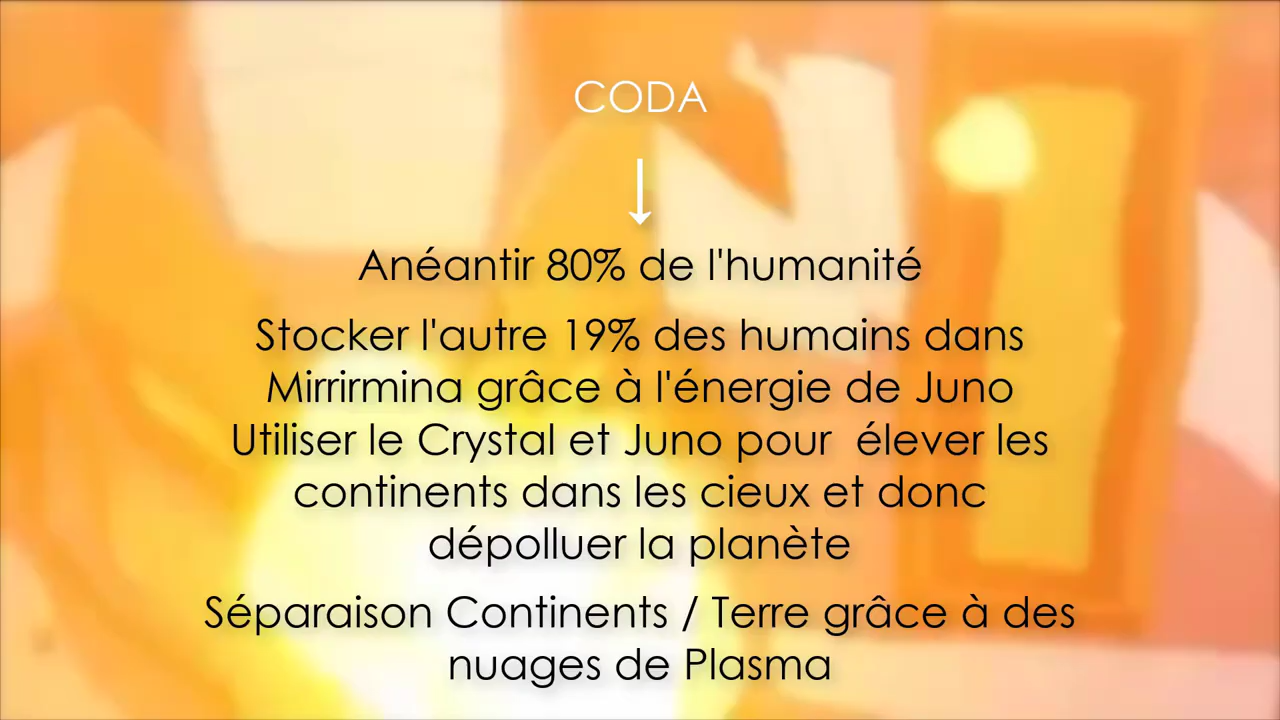 CODA
↓
Anéantir 80% de l'humanité
Stocker l'autre 19% des humains dans
Mirrirmina grâce à l'énergie de Juno
Utiliser le Crystal et Juno pour  élever les
continents dans les cieux et donc
dépolluer la planète
Séparaison Continents / Terre grâce à des
nuages de Plasma